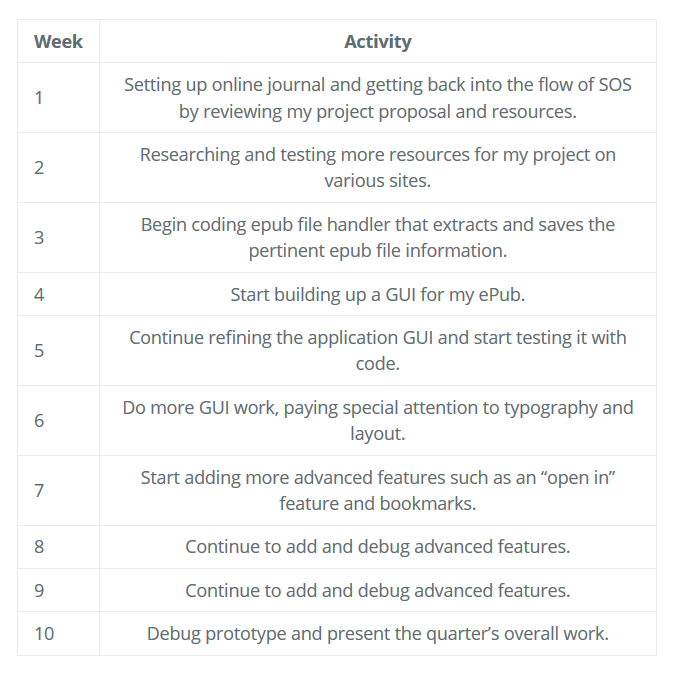 Week Activity
1 Setting up online journal and getting back into the flow of SOS
by reviewing my project proposal and resources.
2 Researching and testing more resources for my project on
various sites.
3 Begin coding epub file handler that extracts and saves the
pertinent epub file information.
4 Start building up a GUI for my ePub.
5 Continue refining the application GUI and start testing it with
code.
6 Do more GUI work, paying special attention to typography and
layout.
7 Start adding more advanced features such as an “open in”
feature and bookmarks.
8 Continue to add and debug advanced features.
9 Continue to add and debug advanced features.
10 Debug prototype and present the quarter’s overall work.